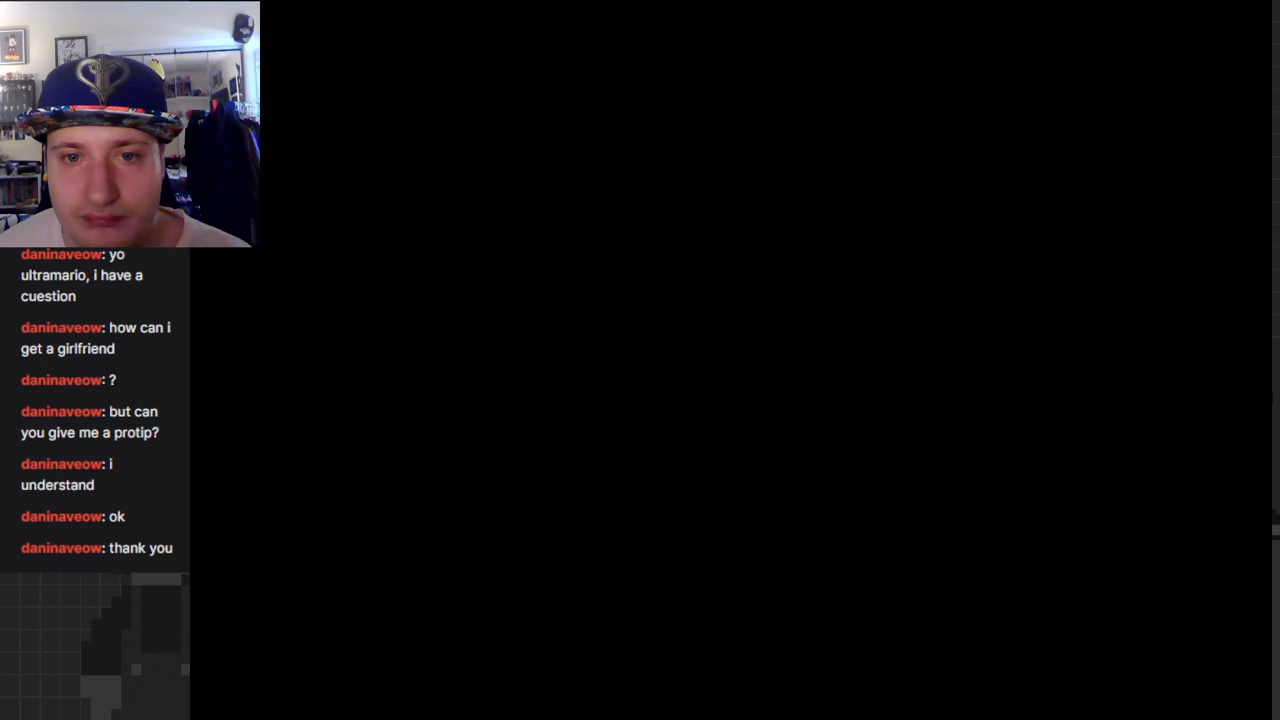 daninaveow: yo
ultramario, i have a
cuestion
daninaveow: how can i
get a girlfriend
daninaveow: ?
daninaveow: but can
you give me a protip?
daninaveow: i
understand
daninaveow: ok
daninaveow: thank you